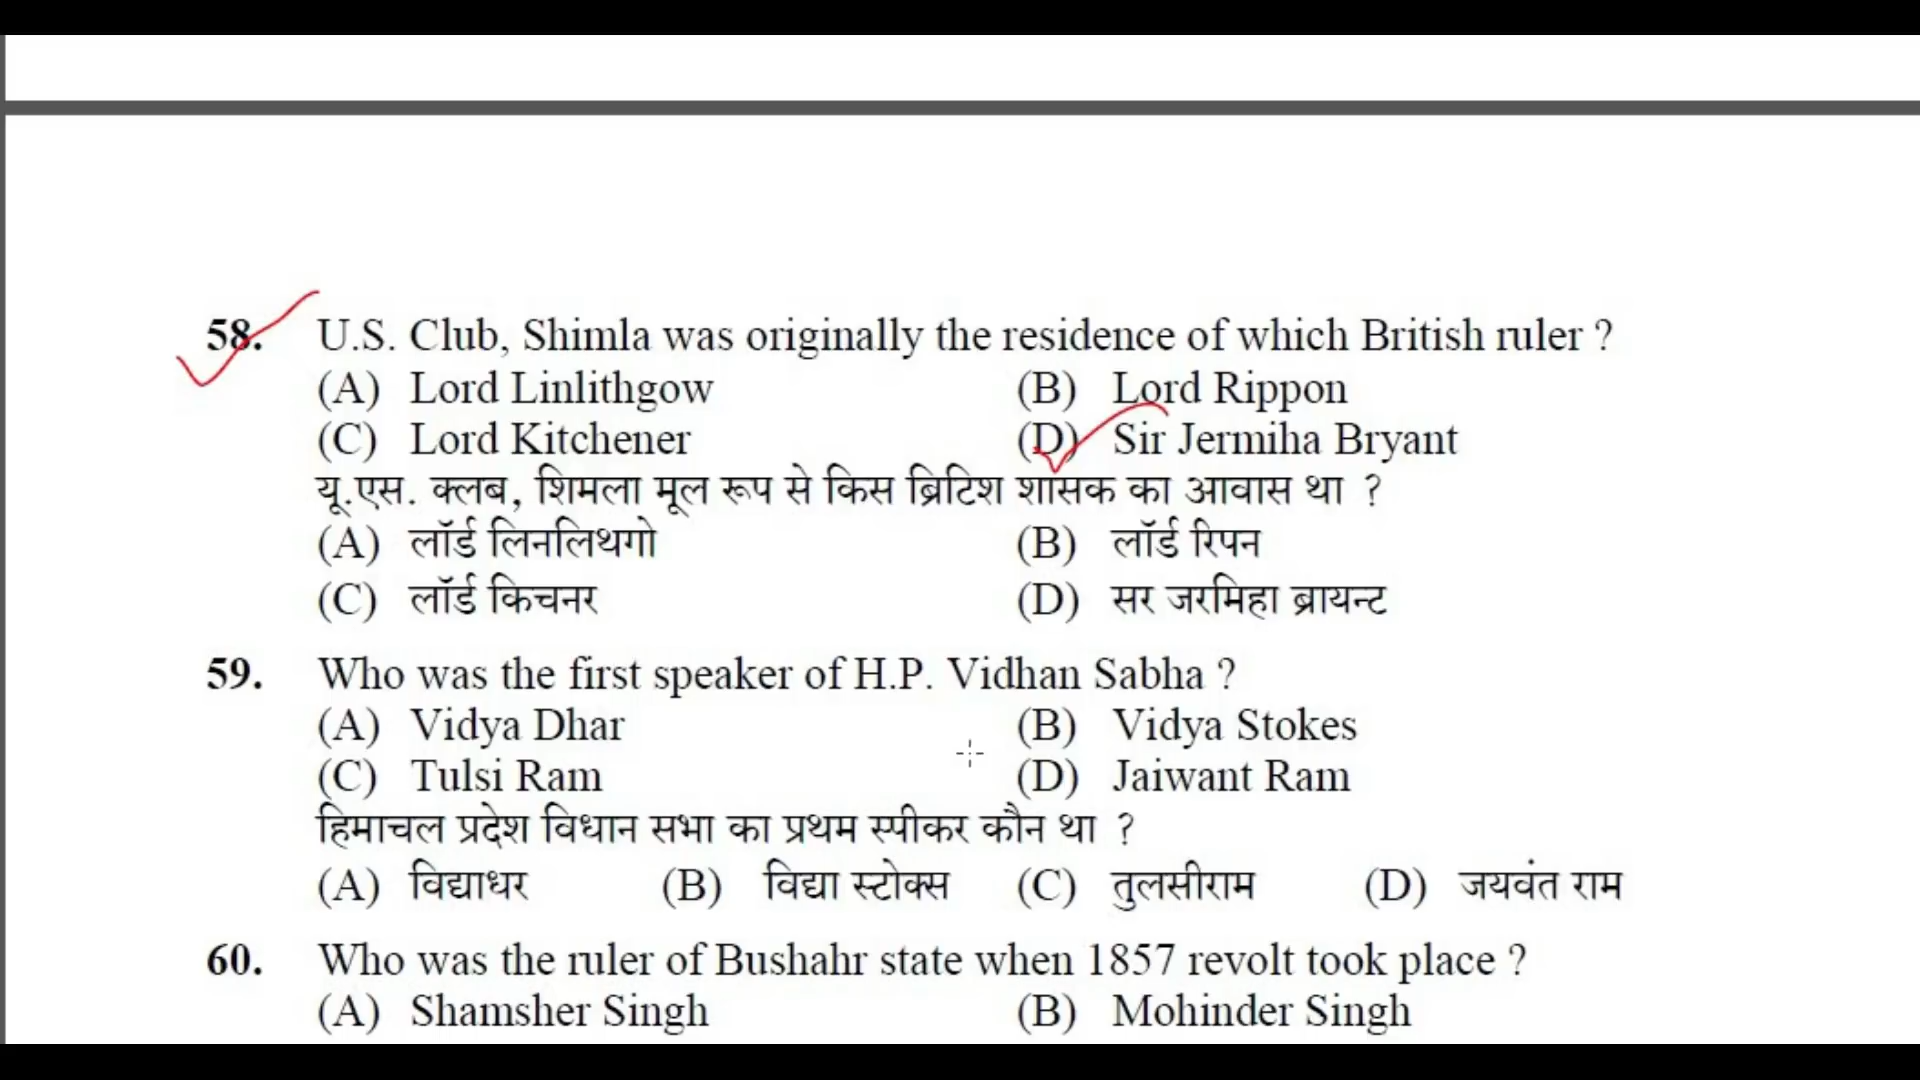 58. U.S. Club, Shimla was originally the residence of which British ruler ?
(A) Lord Linlithgow (B) Lord Rippon
(C) Lord Kitchener (D) Sir Jermiha Bryant
यू.एस. क्लब, शिमला मूल रूप से किस ब्रिटिश शासक का आवास था ?
(A) लॉर्ड लिनलिथगो (B) लॉर्ड रिपन
(C) लॉर्ड किचनर (D) सर जरमिहा ब्रायन्ट
59. Who was the first speaker of H.P. Vidhan Sabha ?
(A) Vidya Dhar (B) Vidya Stokes
(C) Tulsi Ram (D) Jaiwant Ram
हिमाचल प्रदेश विधान सभा का प्रथम स्पीकर कौन था ?
(A) विद्याधर (B) विद्या स्टोक्स (C) तुलसीराम (D) जयवंत राम
60. Who was the ruler of Bushahr state when 1857 revolt took place ?
(A) Shamsher Singh (B) Mohinder Singh